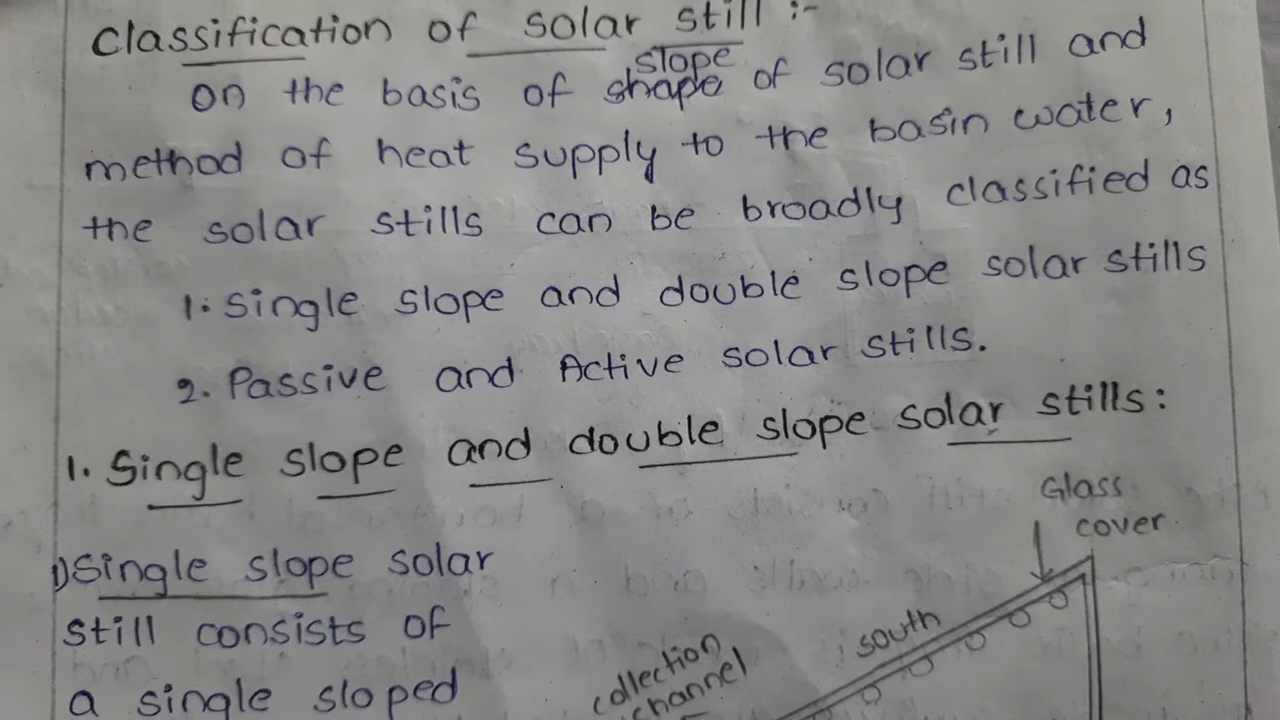 classification of solar still :-
slope
on the basis of shape of solar still and
method of heat supply to the basin water,
the solar stills can be broadly classified as
1. Single slope and double slope solar stills
2. Passive and Active solar stills.
1. Single slope and double slope solar stills:
Glass
cover
1) Single slope solar
still consists of
a single sloped
south
collection
channel